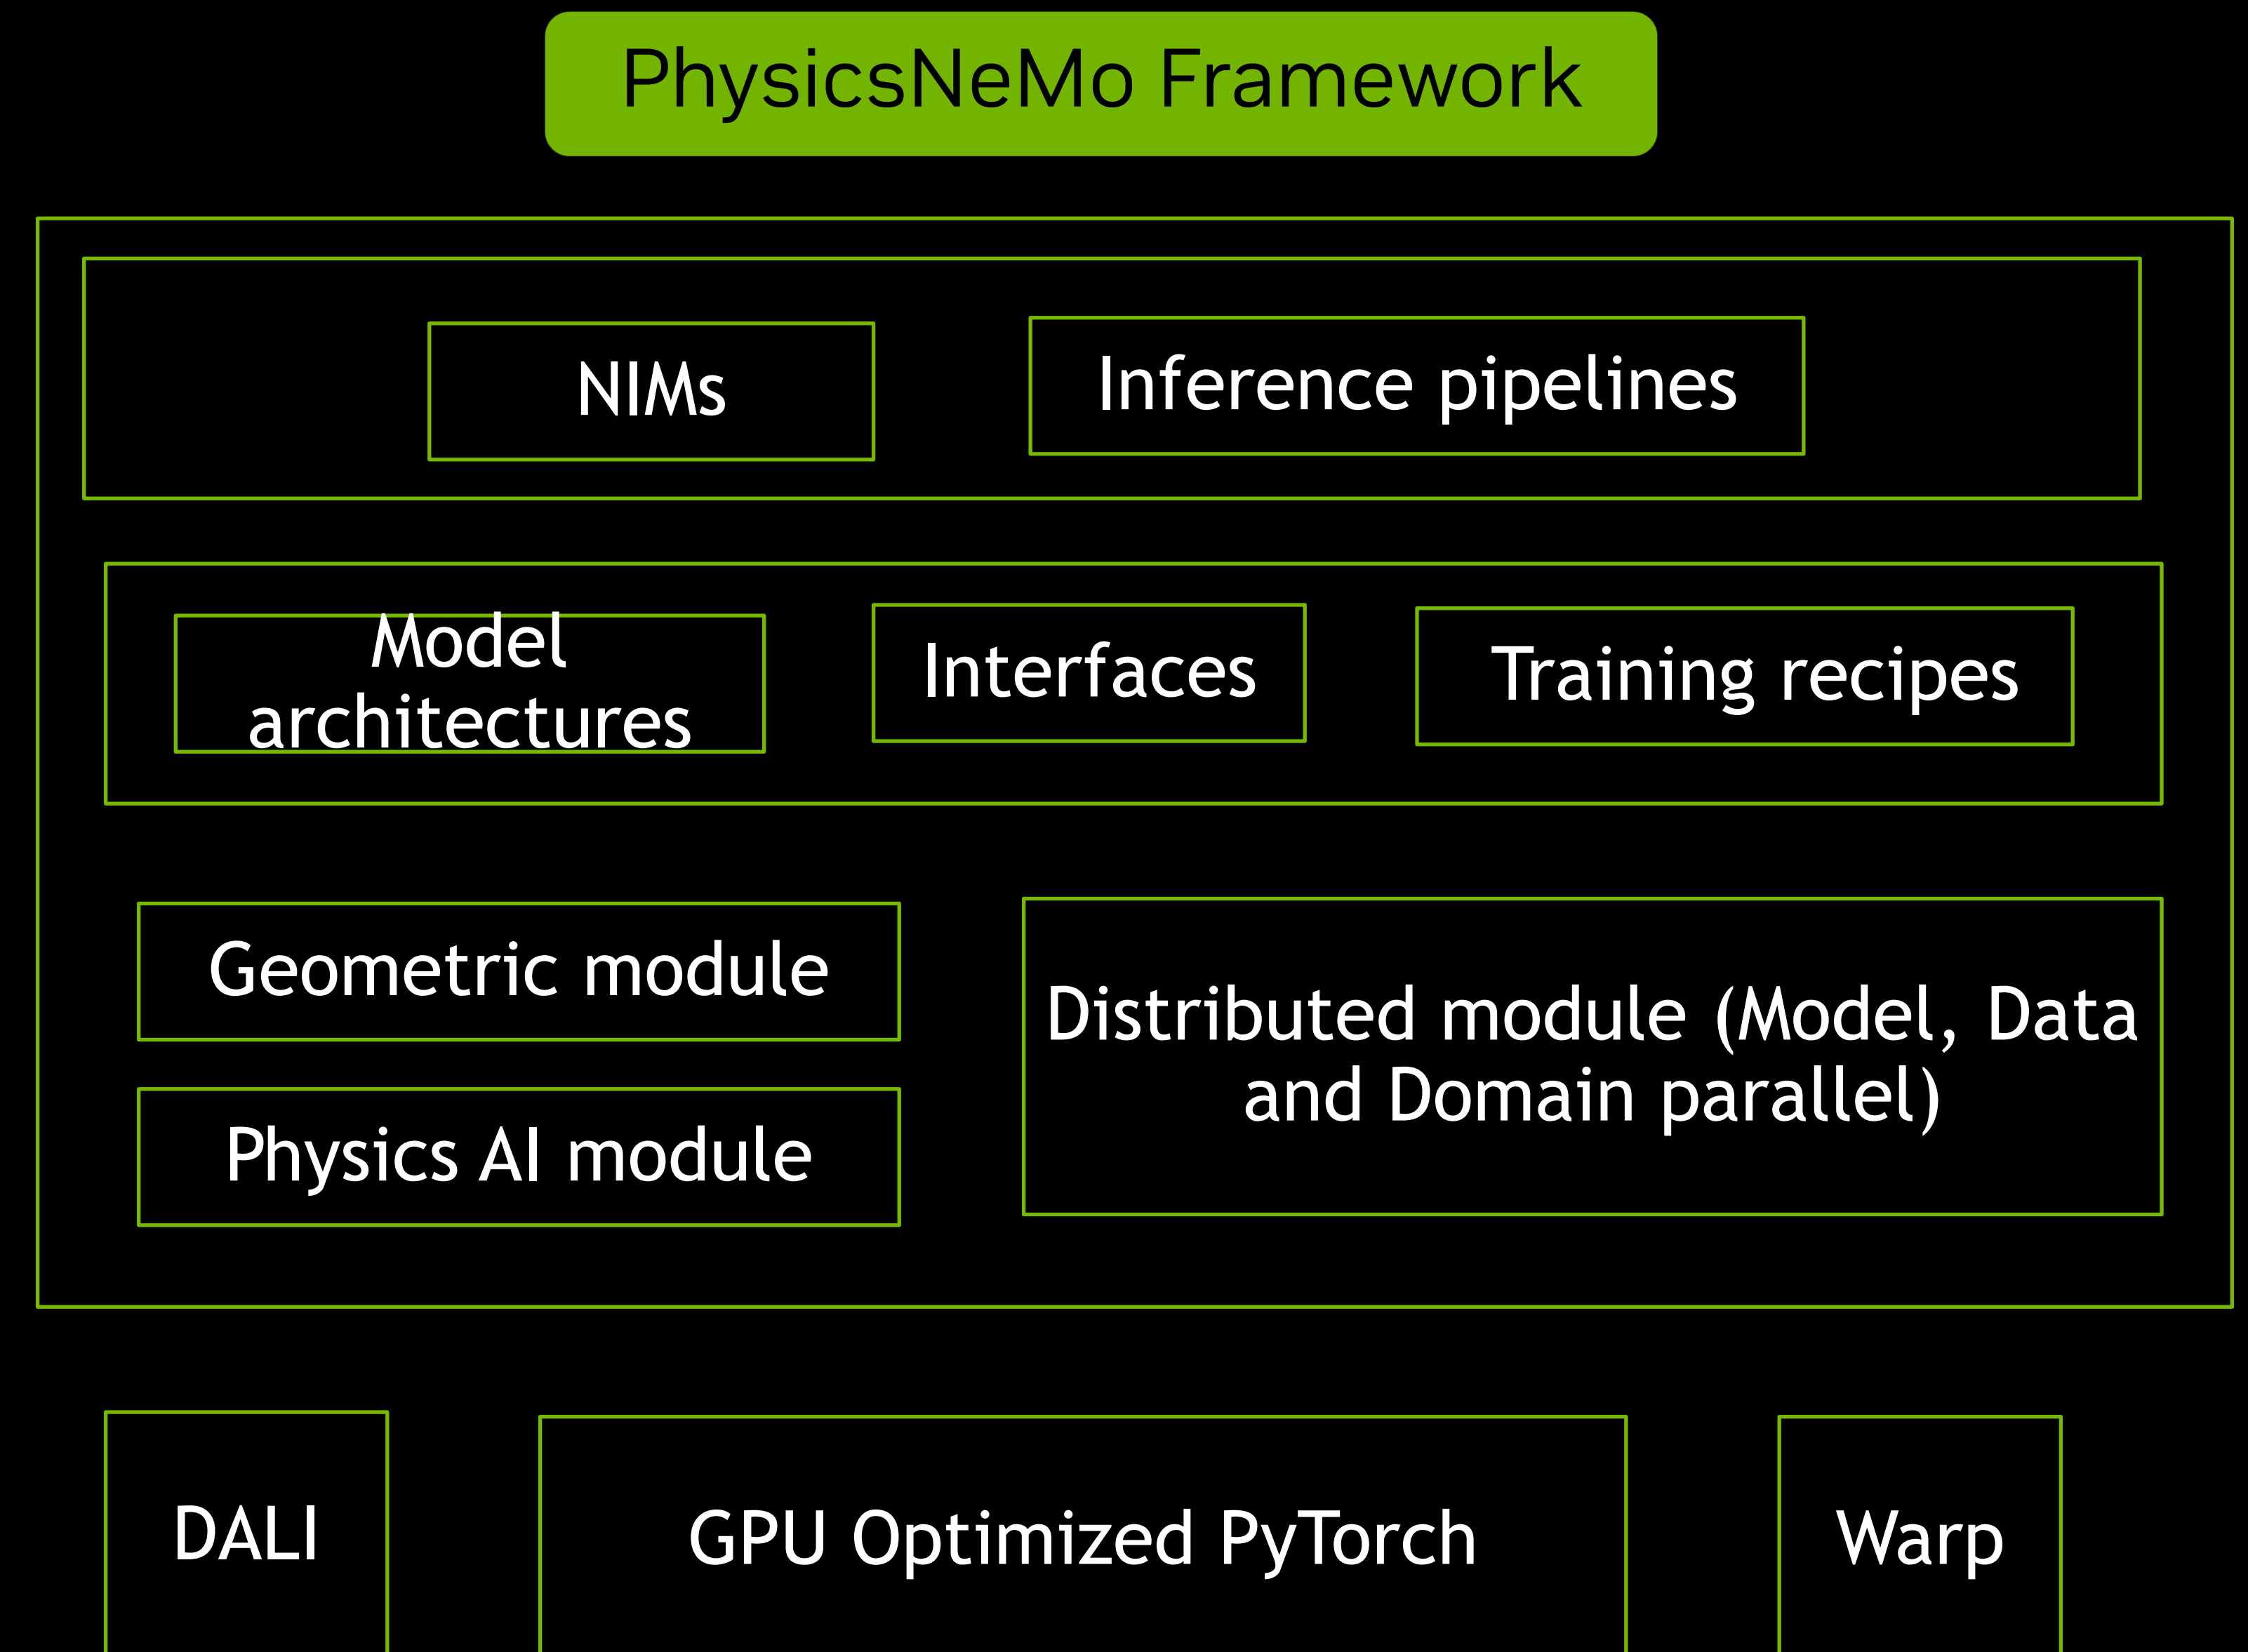 PhysicsNeMo Framework
NIMs
Inference pipelines
Model
architectures
Interfaces
Training recipes
Geometric module
Physics AI module
Distributed module (Model, Data
and Domain parallel)
DALI
GPU Optimized PyTorch
Warp